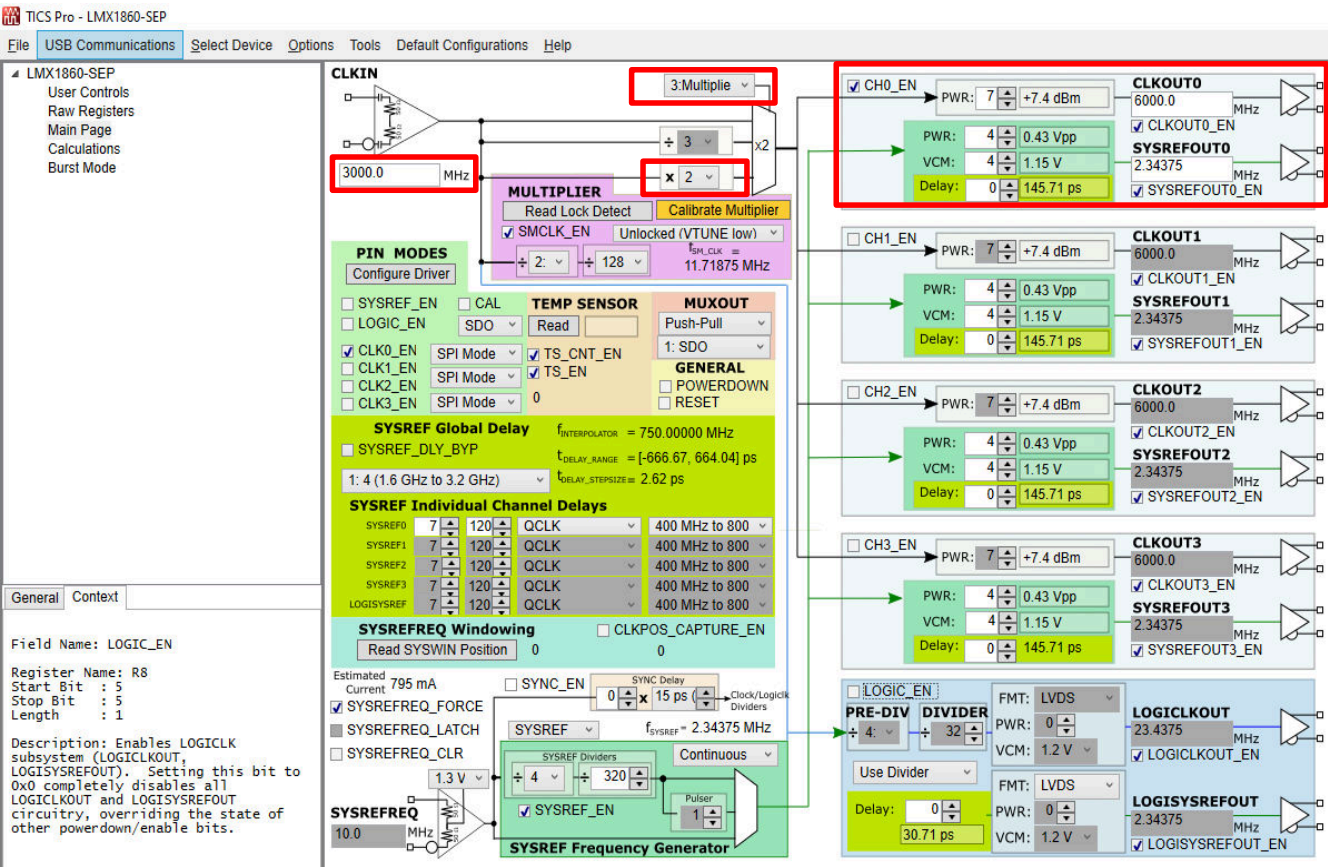 TICS Pro - LMX1860-SEP
File USB Communications Select Device Options Tools Default Configurations Help
LMX1860-SEP
User Controls
Raw Registers
Main Page
Calculations
Burst Mode
General Context
Field Name: LOGIC_EN
Register Name: R8
Start Bit : 5
Stop Bit : 5
Length : 1
Description: Enables LOGICLK
subsystem (LOGICLKOUT,
LOGISYSREFOUT). Setting this bit to
0x0 completely disables all
LOGICLKOUT and LOGISYSREFOUT
circuitry, overriding the state of
other powerdown/enable bits.
CLKIN
50 Ω
50 Ω
3000.0 MHz
3:Multiplie
÷ 3
x2
x 2
MULTIPLIER
Read Lock Detect Calibrate Multiplier
SMCLK_EN Unlocked (VTUNE low)
÷ 2: ÷ 128 fSM_CLK =
11.71875 MHz
PIN MODES
Configure Driver
SYSREF_EN CAL
LOGIC_EN SDO
CLK0_EN SPI Mode
CLK1_EN
CLK2_EN SPI Mode
CLK3_EN SPI Mode
TEMP SENSOR
Read
TS_CNT_EN
TS_EN
0
MUXOUT
Push-Pull
1: SDO
GENERAL
POWERDOWN
RESET
SYSREF Global Delay
fINTERPOLATOR = 750.00000 MHz
SYSREF_DLY_BYP
tDELAY_RANGE = [-666.67, 664.04] ps
1: 4 (1.6 GHz to 3.2 GHz)
tDELAY_STEPSIZE = 2.62 ps
SYSREF Individual Channel Delays
SYSREF0 7 120 QCLK 400 MHz to 800
SYSREF1 7 120 QCLK 400 MHz to 800
SYSREF2 7 120 QCLK 400 MHz to 800
SYSREF3 7 120 QCLK 400 MHz to 800
LOGISYSREF 7 120 QCLK 400 MHz to 800
SYSREFREQ Windowing CLKPOS_CAPTURE_EN
Read SYSWIN Position 0 0
Estimated
Current 795 mA
SYSREFREQ_FORCE
SYSREFREQ_LATCH
SYSREFREQ_CLR
SYNC_EN
SYNC Delay
0 x 15 ps (
Clock/Logiclk
Dividers
SYSREF
fSYSREF = 2.34375 MHz
SYSREF Dividers
÷ 4 ÷ 320
SYSREF_EN
Continuous
Pulser
1
1.3 V
SYSREFREQ
10.0 MHz
50 Ω
50 Ω
SYSREF Frequency Generator
CH0_EN
PWR: 7 +7.4 dBm
CLKOUT0
6000.0 MHz
CLKOUT0_EN
PWR: 4 0.43 Vpp
VCM: 4 1.15 V
Delay: 0 145.71 ps
SYSREFOUT0
2.34375 MHz
SYSREFOUT0_EN
CH1_EN
PWR: 7 +7.4 dBm
CLKOUT1
6000.0 MHz
CLKOUT1_EN
PWR: 4 0.43 Vpp
VCM: 4 1.15 V
Delay: 0 145.71 ps
SYSREFOUT1
2.34375 MHz
SYSREFOUT1_EN
CH2_EN
PWR: 7 +7.4 dBm
CLKOUT2
6000.0 MHz
CLKOUT2_EN
PWR: 4 0.43 Vpp
VCM: 4 1.15 V
Delay: 0 145.71 ps
SYSREFOUT2
2.34375 MHz
SYSREFOUT2_EN
CH3_EN
PWR: 7 +7.4 dBm
CLKOUT3
6000.0 MHz
CLKOUT3_EN
PWR: 4 0.43 Vpp
VCM: 4 1.15 V
Delay: 0 145.71 ps
SYSREFOUT3
2.34375 MHz
SYSREFOUT3_EN
LOGIC_EN
PRE-DIV DIVIDER
÷ 4: ÷ 32
Use Divider
FMT: LVDS
PWR: 0
VCM: 1.2 V
LOGICLKOUT
23.4375 MHz
LOGICLKOUT_EN
Delay: 0
30.71 ps
FMT: LVDS
PWR: 0
VCM: 1.2 V
LOGISYSREFOUT
2.34375 MHz
LOGISYSREFOUT_EN